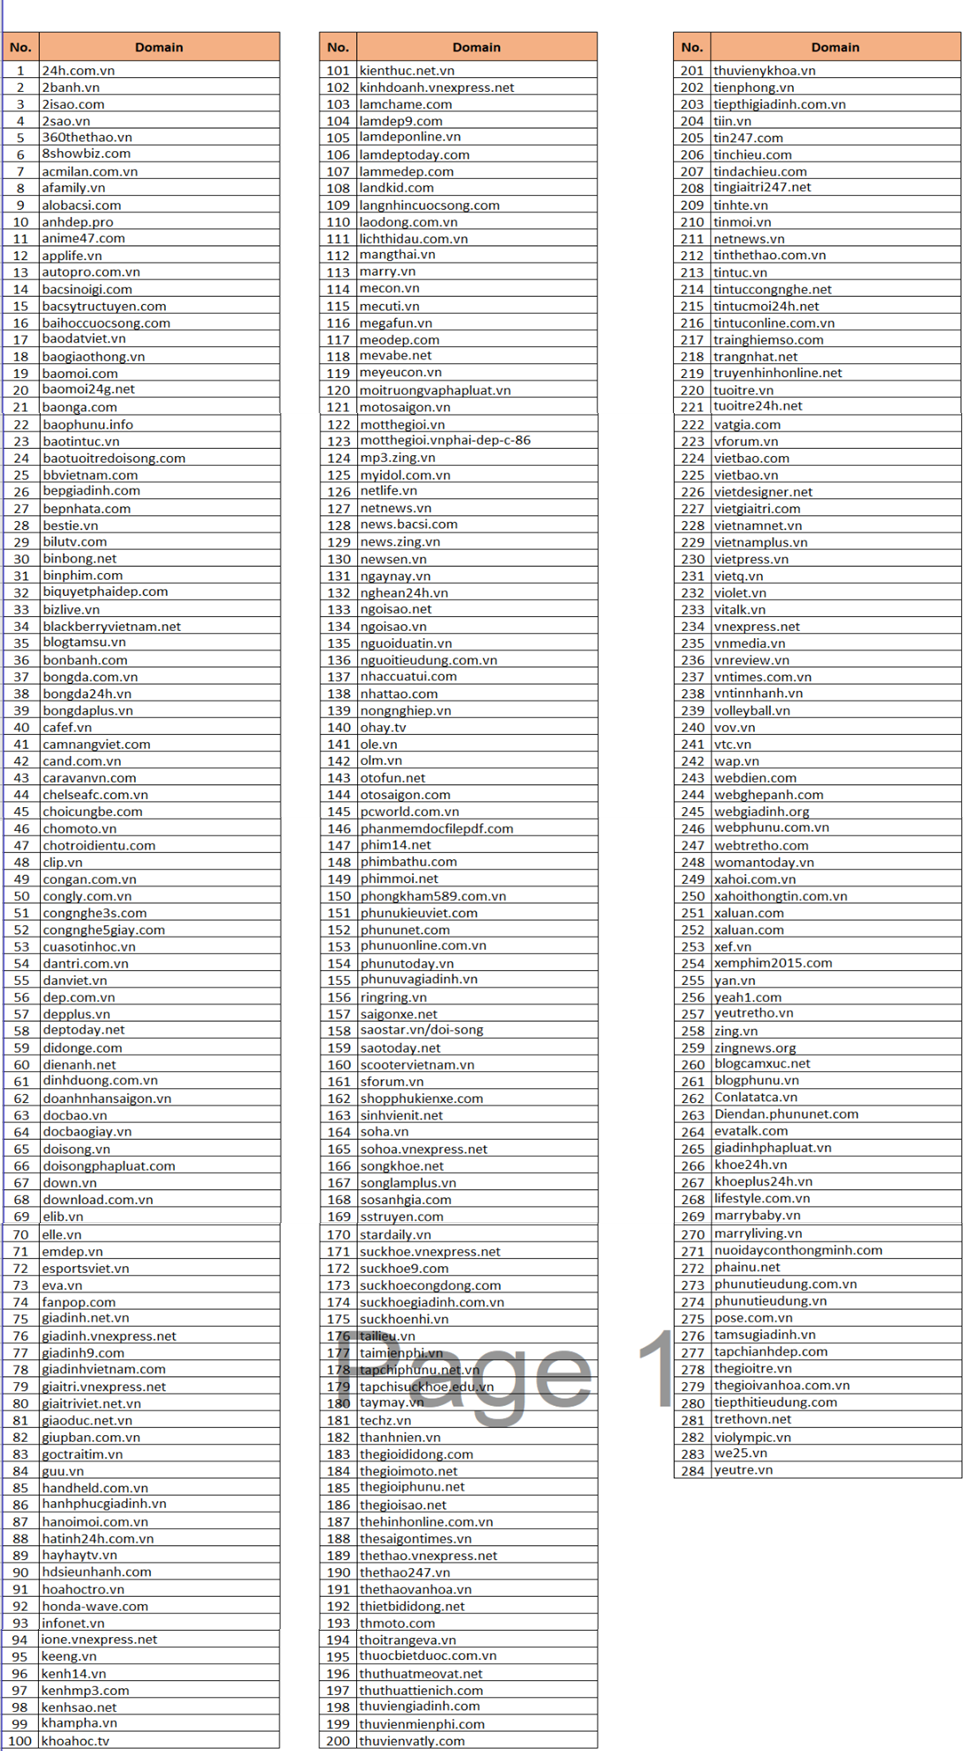 No. Domain
1 24h.com.vn
2 2banh.vn
3 2isao.com
4 2sao.vn
5 360thethao.vn
6 8showbiz.com
7 acmilan.com.vn
8 afamily.vn
9 alobacsi.com
10 anhdep.pro
11 anime47.com
12 applife.vn
13 autopro.com.vn
14 bacsinoigi.com
15 bacsytructuyen.com
16 baihoccuocsong.com
17 baodatviet.vn
18 baogiaothong.vn
19 baomoi.com
20 baomoi24g.net
21 baonga.com
22 baophunu.info
23 baotintuc.vn
24 baotuoitredoisong.com
25 bbvietnam.com
26 bepgiadinh.com
27 bepnhata.com
28 bestie.vn
29 bilutv.com
30 binbong.net
31 binphim.com
32 biquyetphaidep.com
33 bizlive.vn
34 blackberryvietnam.net
35 blogtamsu.vn
36 bonbanh.com
37 bongda.com.vn
38 bongda24h.vn
39 bongdaplus.vn
40 cafef.vn
41 camnangviet.com
42 cand.com.vn
43 caravanvn.com
44 chelseafc.com.vn
45 choicungbe.com
46 chomoto.vn
47 chotroidientu.com
48 clip.vn
49 congan.com.vn
50 congly.com.vn
51 congnghe3s.com
52 congnghe5giay.com
53 cuasotinhoc.vn
54 dantri.com.vn
55 danviet.vn
56 dep.com.vn
57 depplus.vn
58 deptoday.net
59 didonge.com
60 dienanh.net
61 dinhduong.com.vn
62 doanhnhansaigon.vn
63 docbao.vn
64 docbaogiay.vn
65 doisong.vn
66 doisongphapluat.com
67 down.vn
68 download.com.vn
69 elib.vn
70 elle.vn
71 emdep.vn
72 esportsviet.vn
73 eva.vn
74 fanpop.com
75 giadinh.net.vn
76 giadinh.vnexpress.net
77 giadinh9.com
78 giadinhvietnam.com
79 giaitri.vnexpress.net
80 giaitriviet.net.vn
81 giaoduc.net.vn
82 giupban.com.vn
83 goctraitim.vn
84 guu.vn
85 handheld.com.vn
86 hanhphucgiadinh.vn
87 hanoimoi.com.vn
88 hatinh24h.com.vn
89 hayhaytv.vn
90 hdsieunhanh.com
91 hoahoctro.vn
92 honda-wave.com
93 infonet.vn
94 ione.vnexpress.net
95 keeng.vn
96 kenh14.vn
97 kenhmp3.com
98 kenhsao.net
99 khampha.vn
100 khoahoc.tv
No. Domain
101 kienthuc.net.vn
102 kinhdoanh.vnexpress.net
103 lamchame.com
104 lamdep9.com
105 lamdeponline.vn
106 lamdeptoday.com
107 lammedep.com
108 landkid.com
109 langnhincuocsong.com
110 laodong.com.vn
111 lichthidau.com.vn
112 mangthai.vn
113 marry.vn
114 mecon.vn
115 mecuti.vn
116 megafun.vn
117 meodep.com
118 mevabe.net
119 meyeucon.vn
120 moitruongvaphapluat.vn
121 motosaigon.vn
122 motthegioi.vn
123 motthegioi.vnphai-dep-c-86
124 mp3.zing.vn
125 myidol.com.vn
126 netlife.vn
127 netnews.vn
128 news.bacsi.com
129 news.zing.vn
130 newsen.vn
131 ngaynay.vn
132 nghean24h.vn
133 ngoisao.net
134 ngoisao.vn
135 nguoiduatin.vn
136 nguoitieudung.com.vn
137 nhaccuatui.com
138 nhattao.com
139 nongnghiep.vn
140 ohay.tv
141 ole.vn
142 olm.vn
143 otofun.net
144 otosaigon.com
145 pcworld.com.vn
146 phanmemdocfilepdf.com
147 phim14.net
148 phimbathu.com
149 phimmoi.net
150 phongkham589.com.vn
151 phunukieuviet.com
152 phununet.com
153 phunuonline.com.vn
154 phunutoday.vn
155 phunuvagiadinh.vn
156 ringring.vn
157 saigonxe.net
158 saostar.vn/doi-song
159 saotoday.net
160 scootervietnam.vn
161 sforum.vn
162 shopphukienxe.com
163 sinhvienit.net
164 soha.vn
165 sohoa.vnexpress.net
166 songkhoe.net
167 songlamplus.vn
168 sosanhgia.com
169 sstruyen.com
170 stardaily.vn
171 suckhoe.vnexpress.net
172 suckhoe9.com
173 suckhoecongdong.com
174 suckhoegiadinh.com.vn
175 suckhoenhi.vn
176 tailieu.vn
177 taimienphi.vn
178 tapchiphunu.net.vn
179 tapchisuckhoe.edu.vn
180 taymay.vn
181 techz.vn
182 thanhnien.vn
183 thegioididong.com
184 thegioimoto.net
185 thegioiphunu.net
186 thegioisao.net
187 thehinhonline.com.vn
188 thesaigontimes.vn
189 thethao.vnexpress.net
190 thethao247.vn
191 thethaovanhoa.vn
192 thietbididong.net
193 thmoto.com
194 thoitrangeva.vn
195 thuocbietduoc.com.vn
196 thuthuatmeovat.net
197 thuthuattienich.com
198 thuviengiadinh.com
199 thuvienmienphi.com
200 thuvienvatly.com
No. Domain
201 thuvienykhoa.vn
202 tienphong.vn
203 tiepthigiadinh.com.vn
204 tiin.vn
205 tin247.com
206 tinchieu.com
207 tindachieu.com
208 tingiaitri247.net
209 tinhte.vn
210 tinmoi.vn
211 netnews.vn
212 tinthethao.com.vn
213 tintuc.vn
214 tintuccongnghe.net
215 tintucmoi24h.net
216 tintuconline.com.vn
217 trainghiemso.com
218 trangnhat.net
219 truyenhinhonline.net
220 tuoitre.vn
221 tuoitre24h.net
222 vatgia.com
223 vforum.vn
224 vietbao.com
225 vietbao.vn
226 vietdesigner.net
227 vietgiaitri.com
228 vietnamnet.vn
229 vietnamplus.vn
230 vietpress.vn
231 vietq.vn
232 violet.vn
233 vitalk.vn
234 vnexpress.net
235 vnmedia.vn
236 vnreview.vn
237 vntimes.com.vn
238 vntinnhanh.vn
239 volleyball.vn
240 vov.vn
241 vtc.vn
242 wap.vn
243 webdien.com
244 webghepanh.com
245 webgiadinh.org
246 webphunu.com.vn
247 webtretho.com
248 womantoday.vn
249 xahoi.com.vn
250 xahoithongtin.com.vn
251 xaluan.com
252 xaluan.com
253 xef.vn
254 xemphim2015.com
255 yan.vn
256 yeah1.com
257 yeutretho.vn
258 zing.vn
259 zingnews.org
260 blogcamxuc.net
261 blogphunu.vn
262 Conlatatca.vn
263 Diendan.phununet.com
264 evatalk.com
265 giadinhphapluat.vn
266 khoe24h.vn
267 khoeplus24h.vn
268 lifestyle.com.vn
269 marrybaby.vn
270 marryliving.vn
271 nuoidayconthongminh.com
272 phainu.net
273 phunutieudung.com.vn
274 phunutieudung.vn
275 pose.com.vn
276 tamsugiadinh.vn
277 tapchianhdep.com
278 thegioitre.vn
279 thegioivanhoa.com.vn
280 tiepthitieudung.com
281 trethovn.net
282 violympic.vn
283 we25.vn
284 yeutre.vn
Page 1